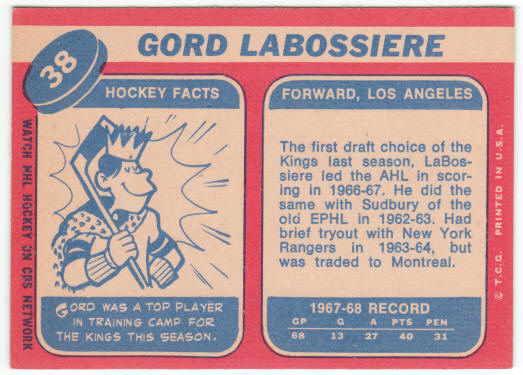 38
GORD LABOSSIERE
HOCKEY FACTS
GORD WAS A TOP PLAYER
IN TRAINING CAMP FOR
THE KINGS THIS SEASON.
FORWARD, LOS ANGELES
The first draft choice of the
Kings last season, LaBos-
siere led the AHL in scor-
ing in 1966-67. He did the
same with Sudbury of the
old EPHL in 1962-63. Had
brief tryout with New York
Rangers in 1963-64, but
was traded to Montreal.
1967-68 RECORD
GP G A PTS PEN
68 13 27 40 31
WATCH NHL HOCKEY ON CBS NETWORK
© T.C.G. PRINTED IN U.S.A.